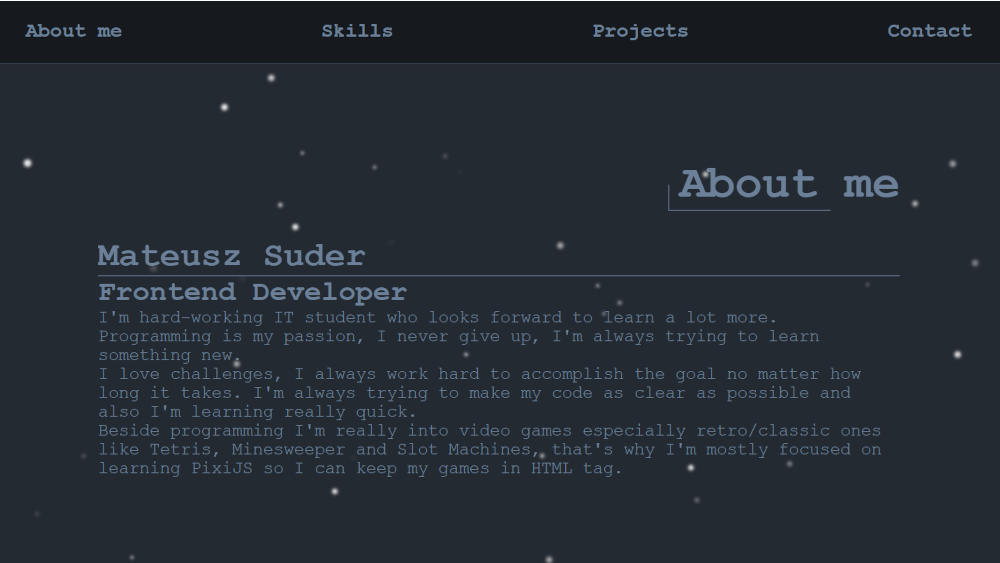 About me
Skills
Projects
Contact
About me
Mateusz Suder
Frontend Developer
I'm hard-working IT student who looks forward to learn a lot more.
Programming is my passion, I never give up, I'm always trying to learn
something new.
I love challenges, I always work hard to accomplish the goal no matter how
long it takes. I'm always trying to make my code as clear as possible and
also I'm learning really quick.
Beside programming I'm really into video games especially retro/classic ones
like Tetris, Minesweeper and Slot Machines, that's why I'm mostly focused on
learning PixiJS so I can keep my games in HTML tag.